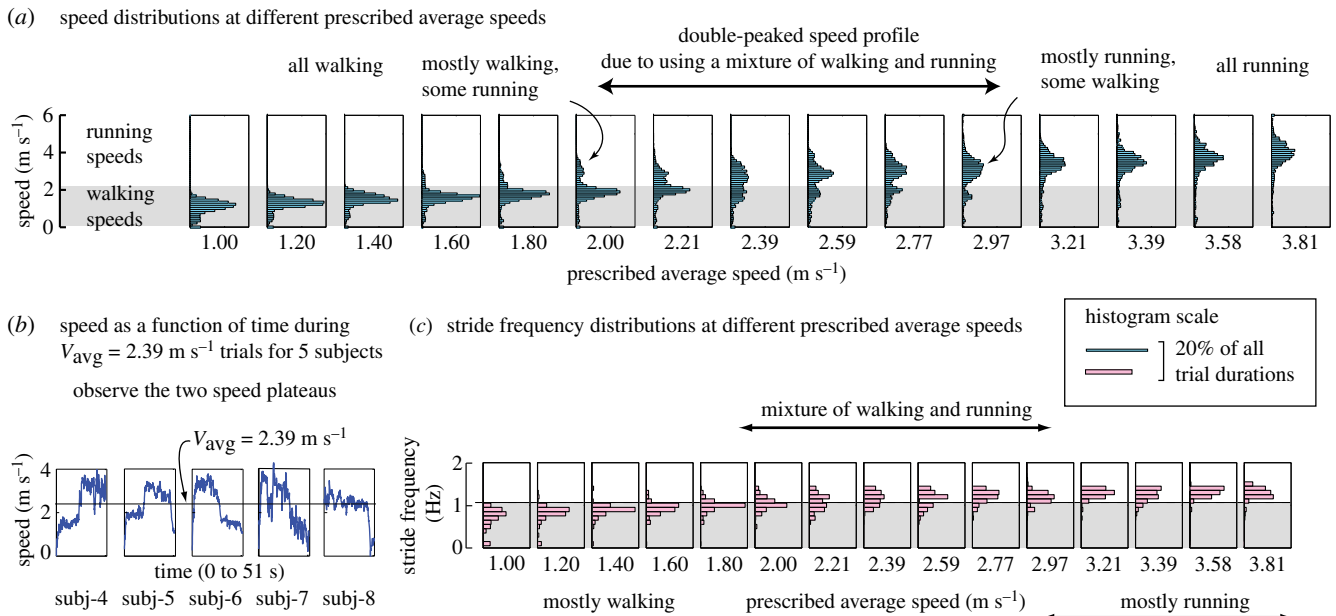 (a) speed distributions at different prescribed average speeds
double-peaked speed profile
due to using a mixture of walking and running
all walking
mostly walking,
some running
mostly running,
some walking
all running
speed (m s⁻¹)
6
4
2
0
running
speeds
walking
speeds
1.00 1.20 1.40 1.60 1.80 2.00 2.21 2.39 2.59 2.77 2.97 3.21 3.39 3.58 3.81
prescribed average speed (m s⁻¹)
(b) speed as a function of time during
Vavg = 2.39 m s⁻¹ trials for 5 subjects
observe the two speed plateaus
Vavg = 2.39 m s⁻¹
speed (m s⁻¹)
4
2
0
time (0 to 51 s)
subj-4 subj-5 subj-6 subj-7 subj-8
(c) stride frequency distributions at different prescribed average speeds
histogram scale
20% of all
trial durations
mixture of walking and running
stride frequency
(Hz)
2
1
0
1.00 1.20 1.40 1.60 1.80 2.00 2.21 2.39 2.59 2.77 2.97 3.21 3.39 3.58 3.81
mostly walking prescribed average speed (m s⁻¹) mostly running